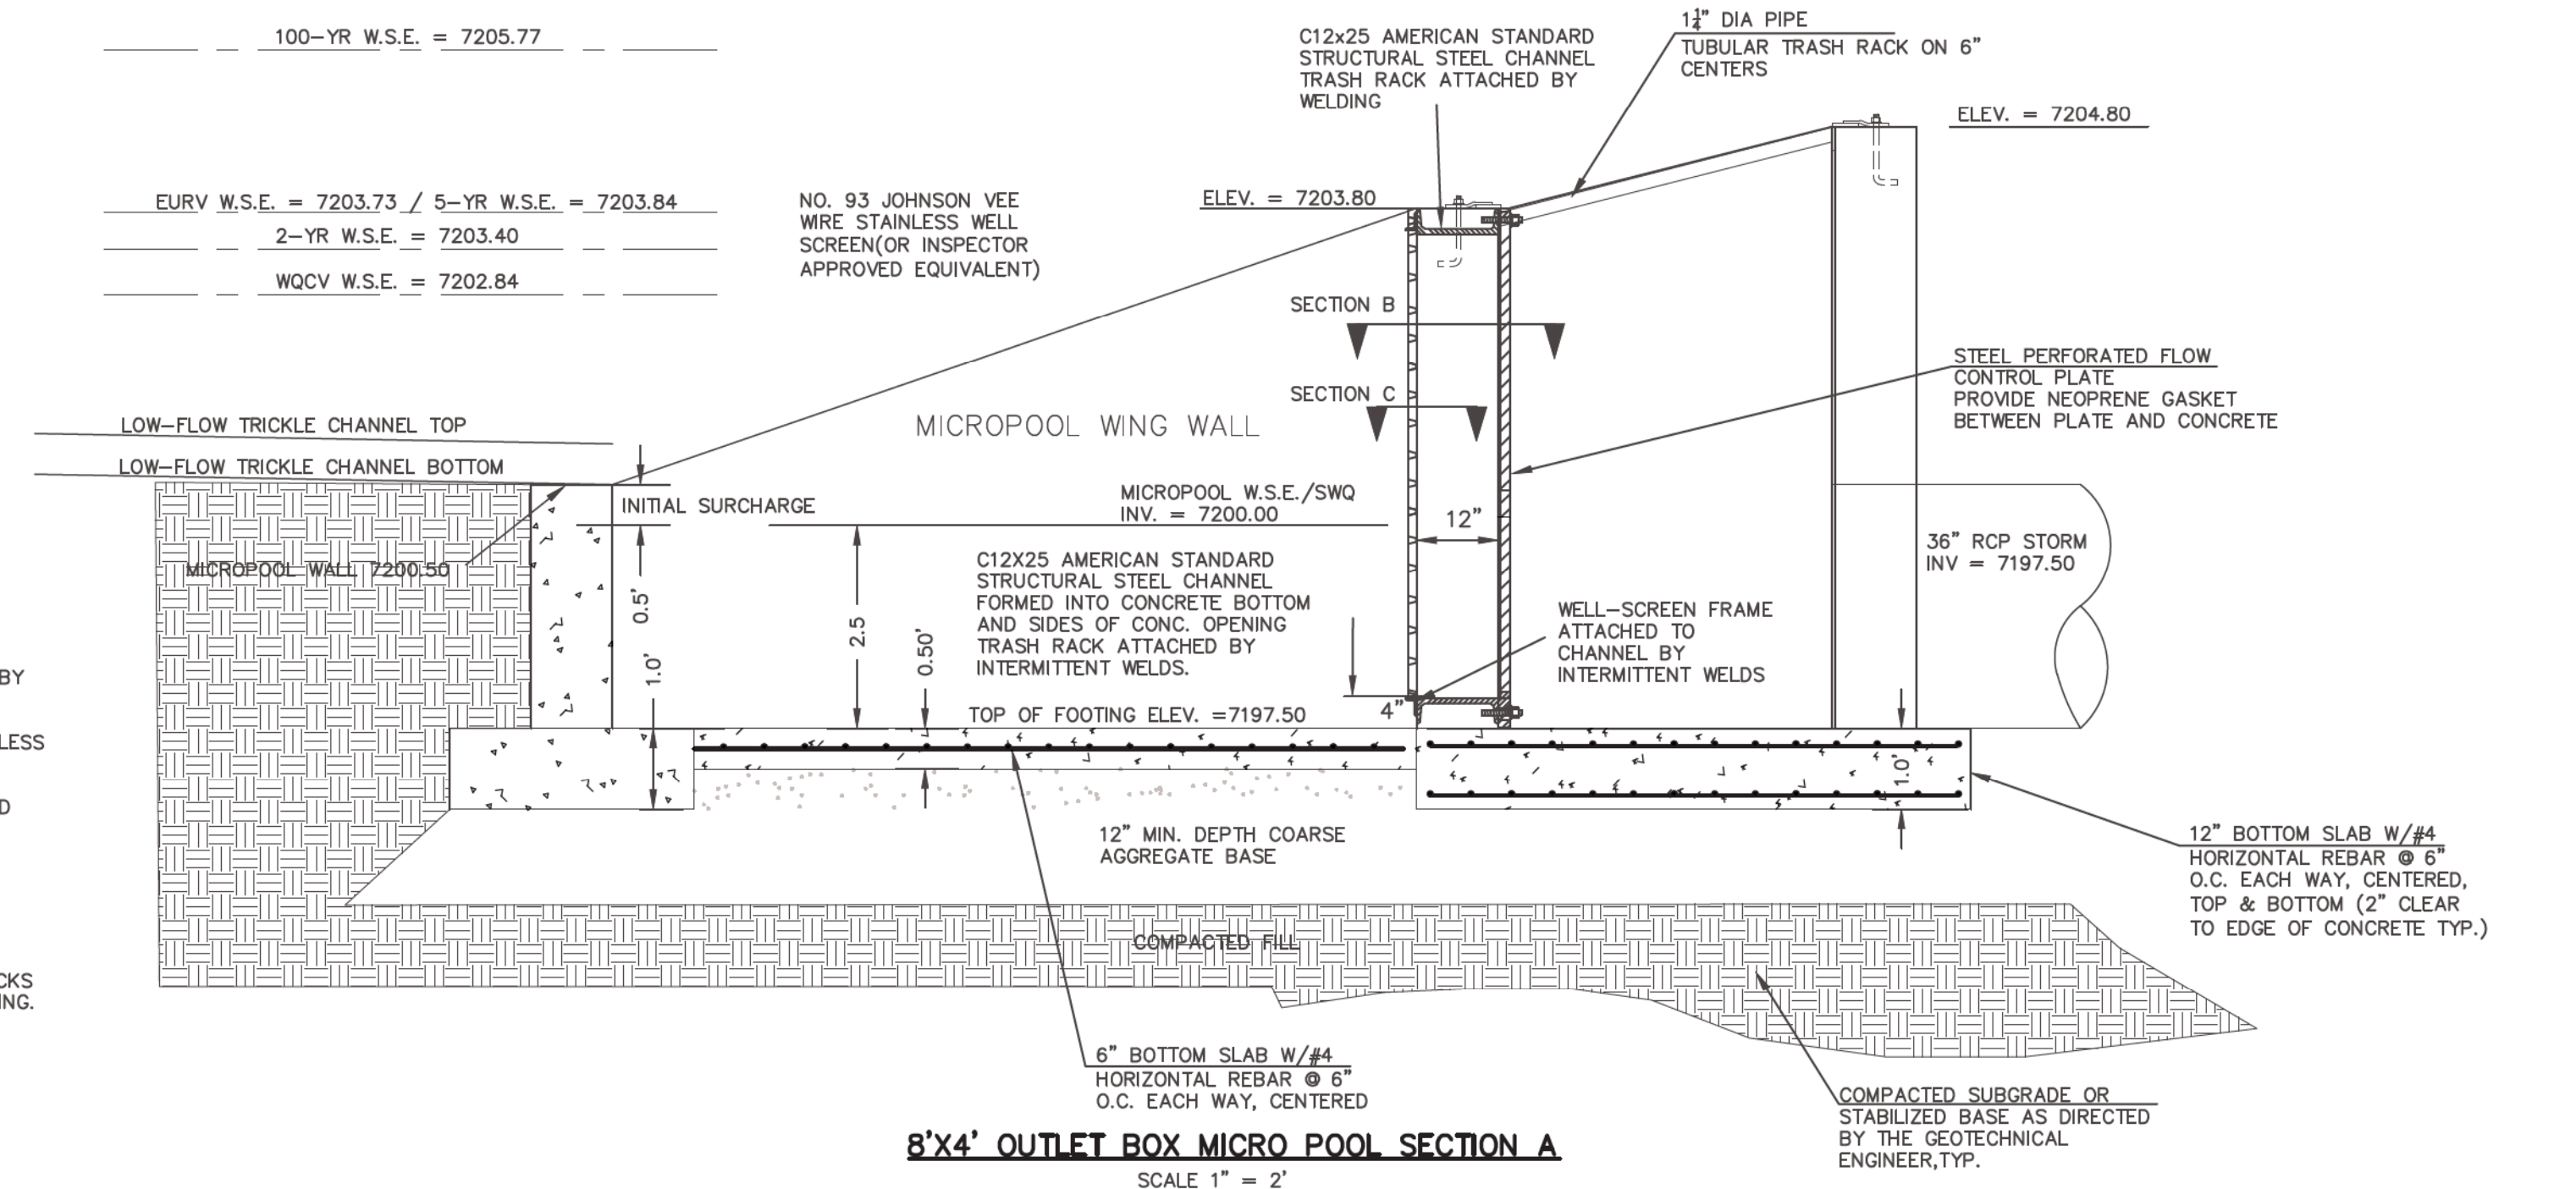 100-YR W.S.E. = 7205.77
EURV W.S.E. = 7203.73 / 5-YR W.S.E. = 7203.84
2-YR W.S.E. = 7203.40
WQCV W.S.E. = 7202.84
NO. 93 JOHNSON VEE
WIRE STAINLESS WELL
SCREEN(OR INSPECTOR
APPROVED EQUIVALENT)
C12x25 AMERICAN STANDARD
STRUCTURAL STEEL CHANNEL
TRASH RACK ATTACHED BY
WELDING
1¼" DIA PIPE
TUBULAR TRASH RACK ON 6"
CENTERS
ELEV. = 7204.80
ELEV. = 7203.80
SECTION B
SECTION C
STEEL PERFORATED FLOW
CONTROL PLATE
PROVIDE NEOPRENE GASKET
BETWEEN PLATE AND CONCRETE
LOW-FLOW TRICKLE CHANNEL TOP
LOW-FLOW TRICKLE CHANNEL BOTTOM
MICROPOOL WING WALL
INITIAL SURCHARGE
MICROPOOL W.S.E./SWQ
INV. = 7200.00
12"
36" RCP STORM
INV = 7197.50
MICROPOOL WALL 7200.50
0.5'
1.0'
2.5
0.50'
C12X25 AMERICAN STANDARD
STRUCTURAL STEEL CHANNEL
FORMED INTO CONCRETE BOTTOM
AND SIDES OF CONC. OPENING
TRASH RACK ATTACHED BY
INTERMITTENT WELDS.
WELL-SCREEN FRAME
ATTACHED TO
CHANNEL BY
INTERMITTENT WELDS
4"
TOP OF FOOTING ELEV. =7197.50
BY
LESS
D
CKS
ING.
1.0'
12" MIN. DEPTH COARSE
AGGREGATE BASE
12" BOTTOM SLAB W/#4
HORIZONTAL REBAR @ 6"
O.C. EACH WAY, CENTERED,
TOP & BOTTOM (2" CLEAR
TO EDGE OF CONCRETE TYP.)
COMPACTED FILL
6" BOTTOM SLAB W/#4
HORIZONTAL REBAR @ 6"
O.C. EACH WAY, CENTERED
COMPACTED SUBGRADE OR
STABILIZED BASE AS DIRECTED
BY THE GEOTECHNICAL
ENGINEER,TYP.
8'X4' OUTLET BOX MICRO POOL SECTION A
SCALE 1" = 2'